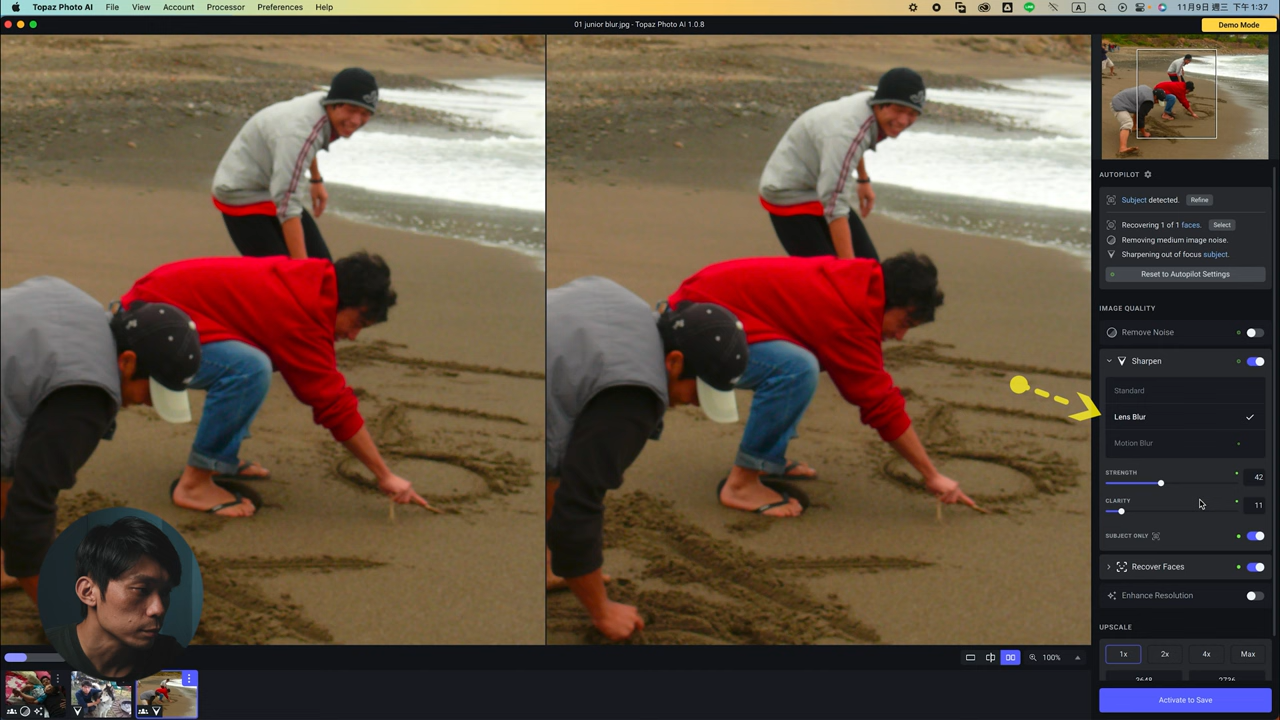 Topaz Photo AI File Edit View Account Processor Preferences Help
A 11月9日 週三 下午 1:37
01 junior blur.jpg - Topaz Photo AI 1.0.8
Demo Mode
AUTOPILOT
Subject detected. Refine
Recovering 1 of 1 faces. Select
Removing medium image noise.
Sharpening out of focus subject.
Reset to Autopilot Settings
IMAGE QUALITY
Remove Noise
Sharpen
Standard
Lens Blur
Motion Blur
STRENGTH 42
CLARITY 11
SUBJECT ONLY
Recover Faces
Enhance Resolution
UPSCALE
1x 2x 4x Max
100%
Activate to Save